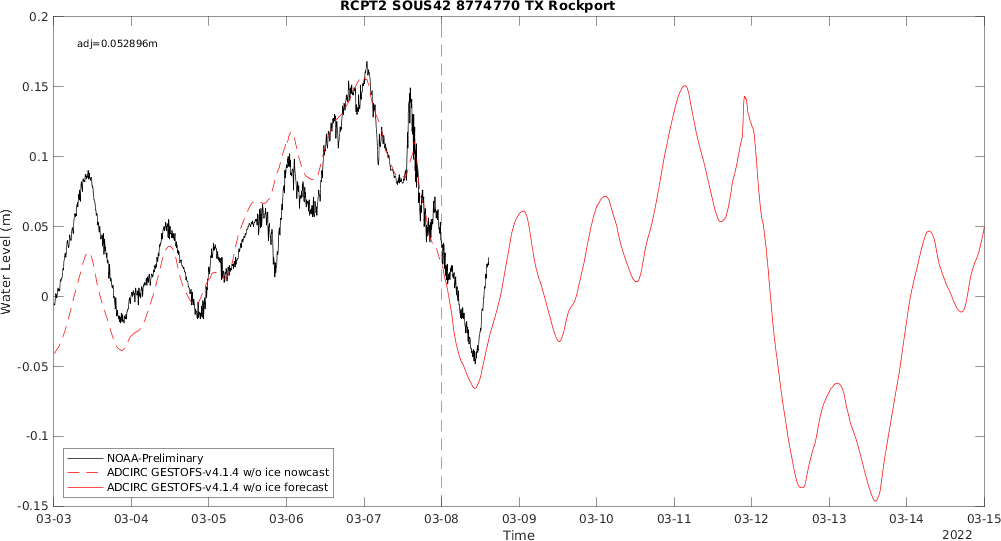 RCPT2 SOUS42 8774770 TX Rockport
adj=0.052896m
0.2
0.15
0.1
0.05
0
-0.05
-0.1
-0.15
Water Level (m)
NOAA-Preliminary
ADCIRC GESTOFS-v4.1.4 w/o ice nowcast
ADCIRC GESTOFS-v4.1.4 w/o ice forecast
03-03 03-04 03-05 03-06 03-07 03-08 03-09 03-10 03-11 03-12 03-13 03-14 03-15
Time
2022